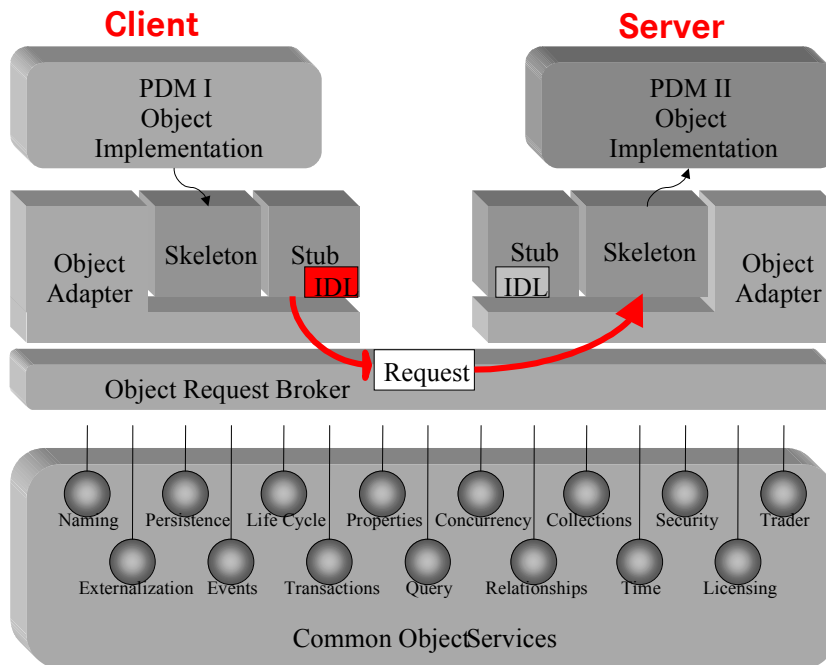 Client
Server
PDM I
Object
Implementation
PDM II
Object
Implementation
Object
Adapter
Skeleton
Stub
IDL
Stub
IDL
Skeleton
Object
Adapter
Request
Object Request Broker
Naming
Persistence
Life Cycle
Properties
Concurrency
Collections
Security
Trader
Externalization
Events
Transactions
Query
Relationships
Time
Licensing
Common Object Services